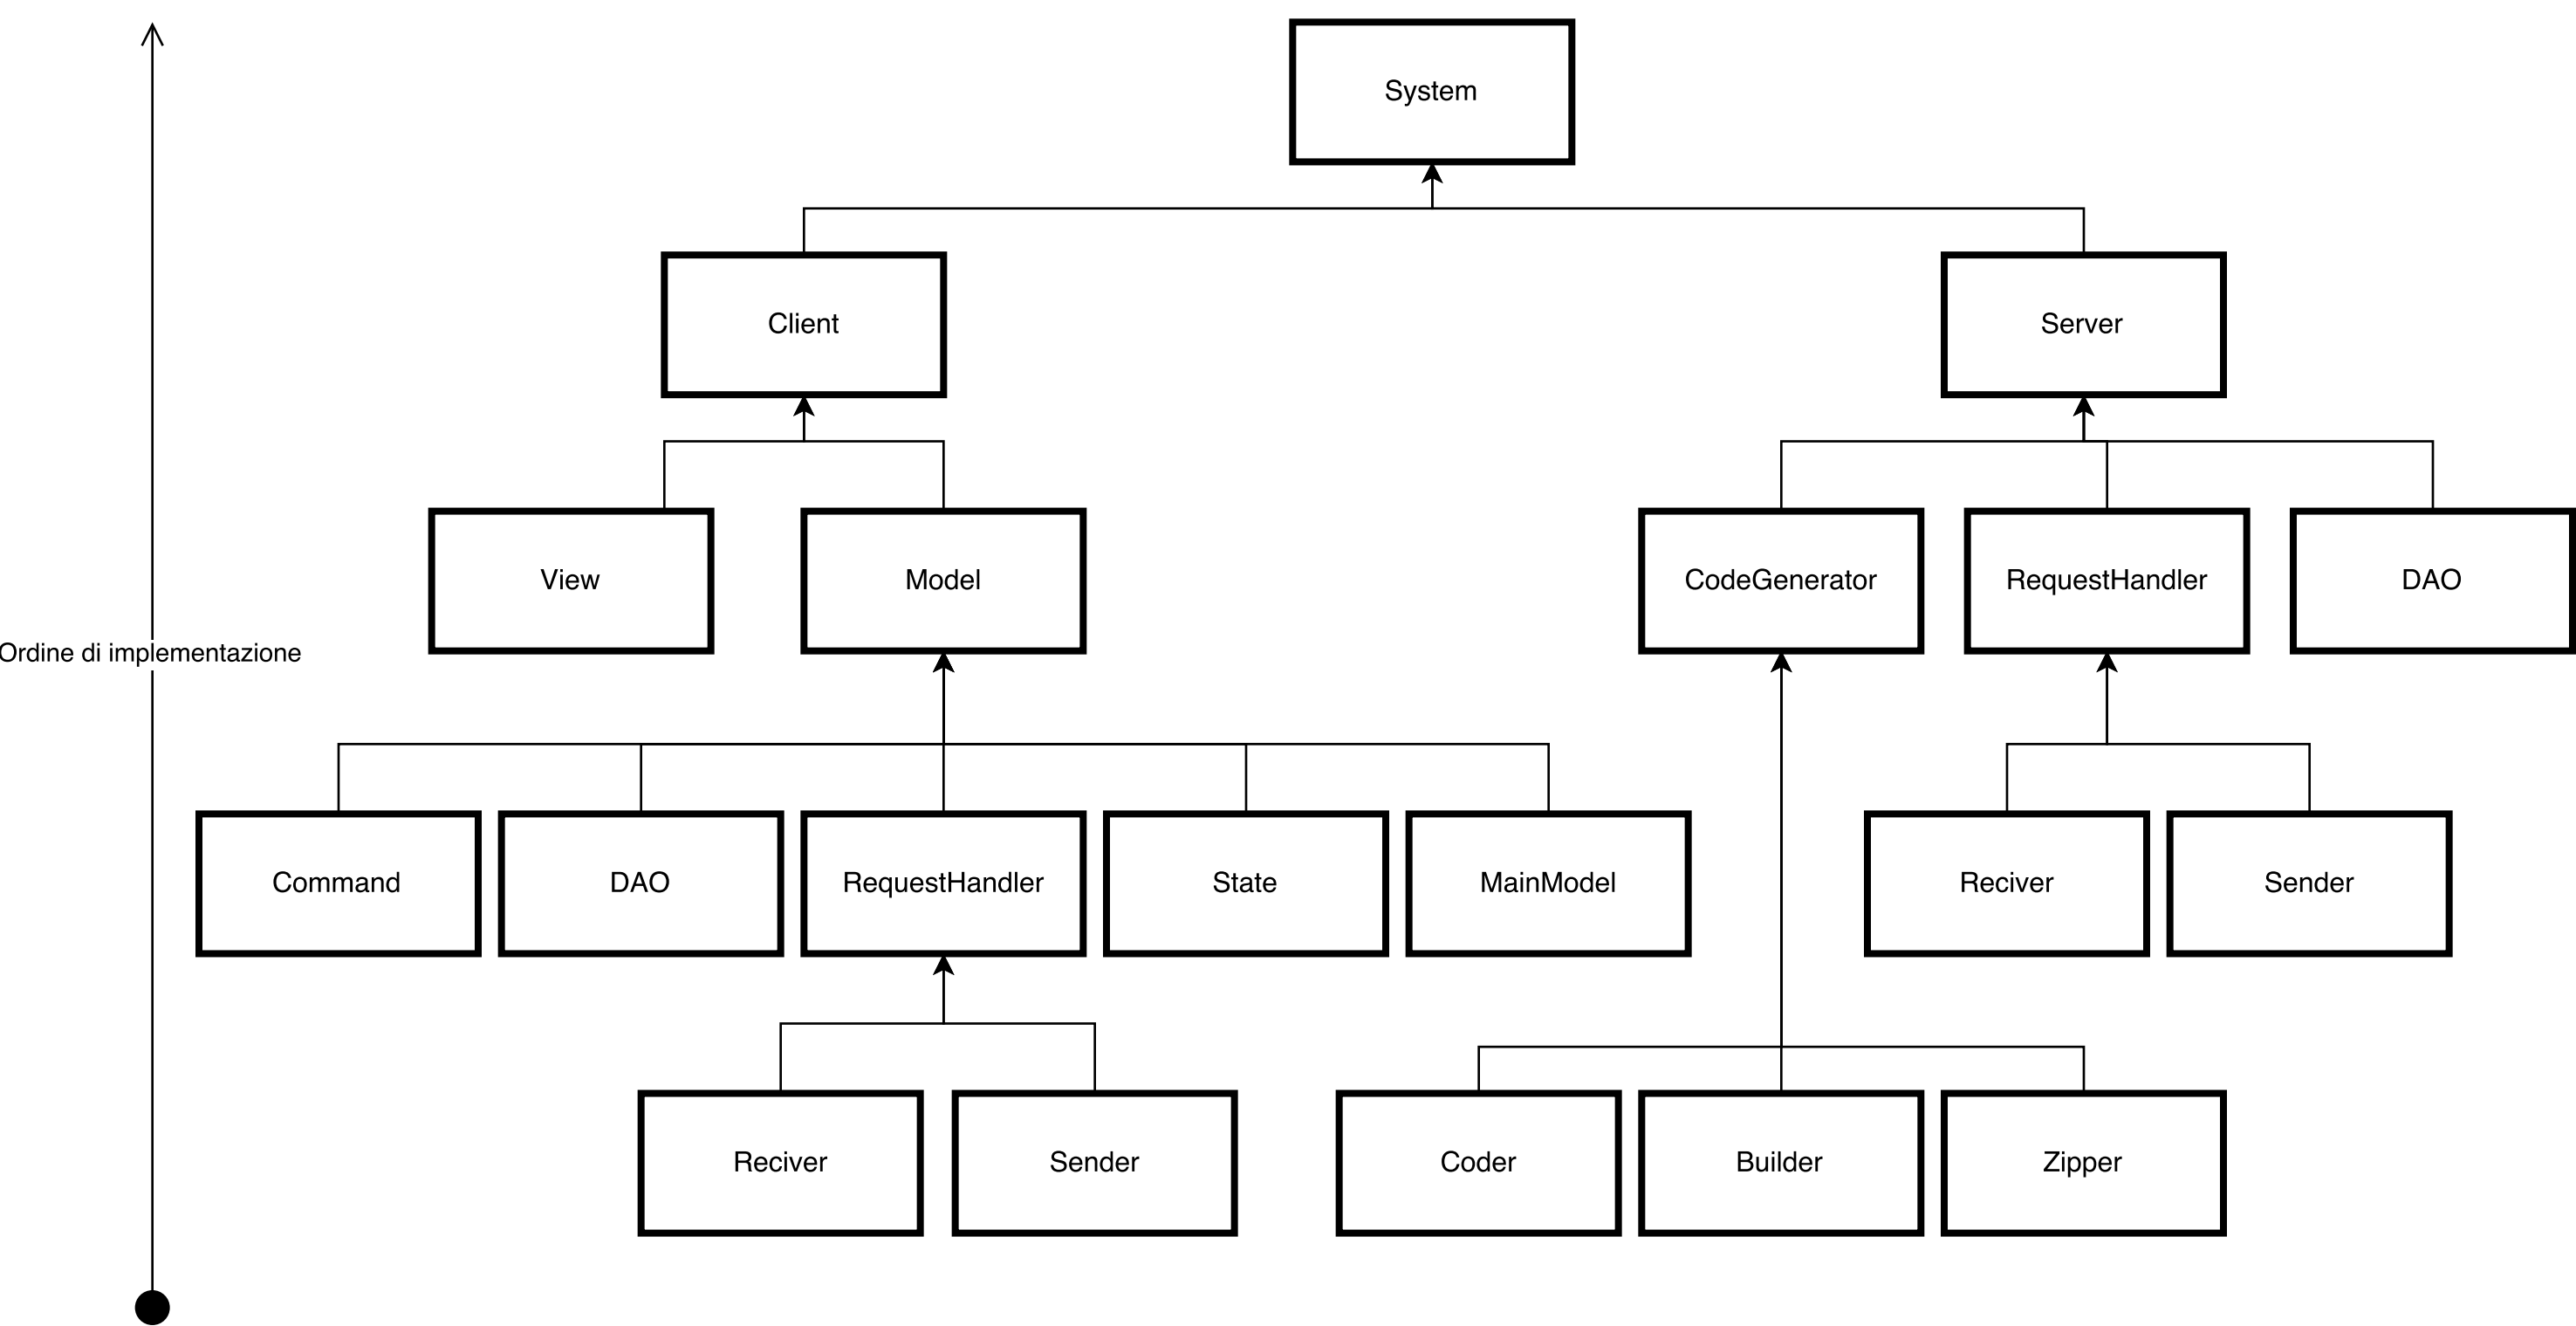 System
Client
Server
View
Model
CodeGenerator
RequestHandler
DAO
Ordine di implementazione
Command
DAO
RequestHandler
State
MainModel
Reciver
Sender
Reciver
Sender
Coder
Builder
Zipper